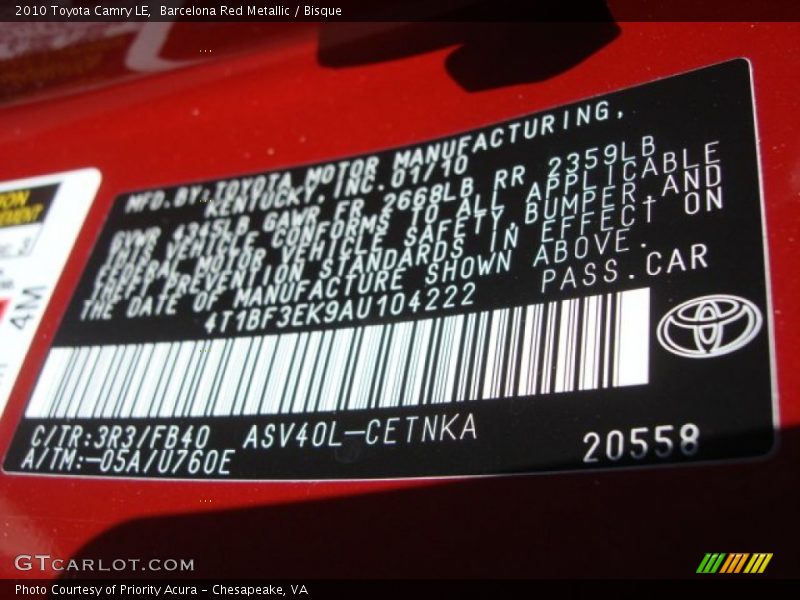 2010 Toyota Camry LE,  Barcelona Red Metallic / Bisque
MFD.BY:TOYOTA MOTOR MANUFACTURING,
KENTUCKY, INC.01/10
GVWR 4345LB GAWR FR 2668LB RR 2359LB
THIS VEHICLE CONFORMS TO ALL APPLICABLE
FEDERAL MOTOR VEHICLE SAFETY,BUMPER,AND
THEFT PREVENTION STANDARDS IN EFFECT ON
THE DATE OF MANUFACTURE SHOWN ABOVE.
4T1BF3EK9AU104222 PASS.CAR
C/TR:3R3/FB40 ASV40L-CETNKA
A/TM:-05A/U760E 20558
4M
GTCARLOT.COM
Photo Courtesy of Priority Acura - Chesapeake, VA